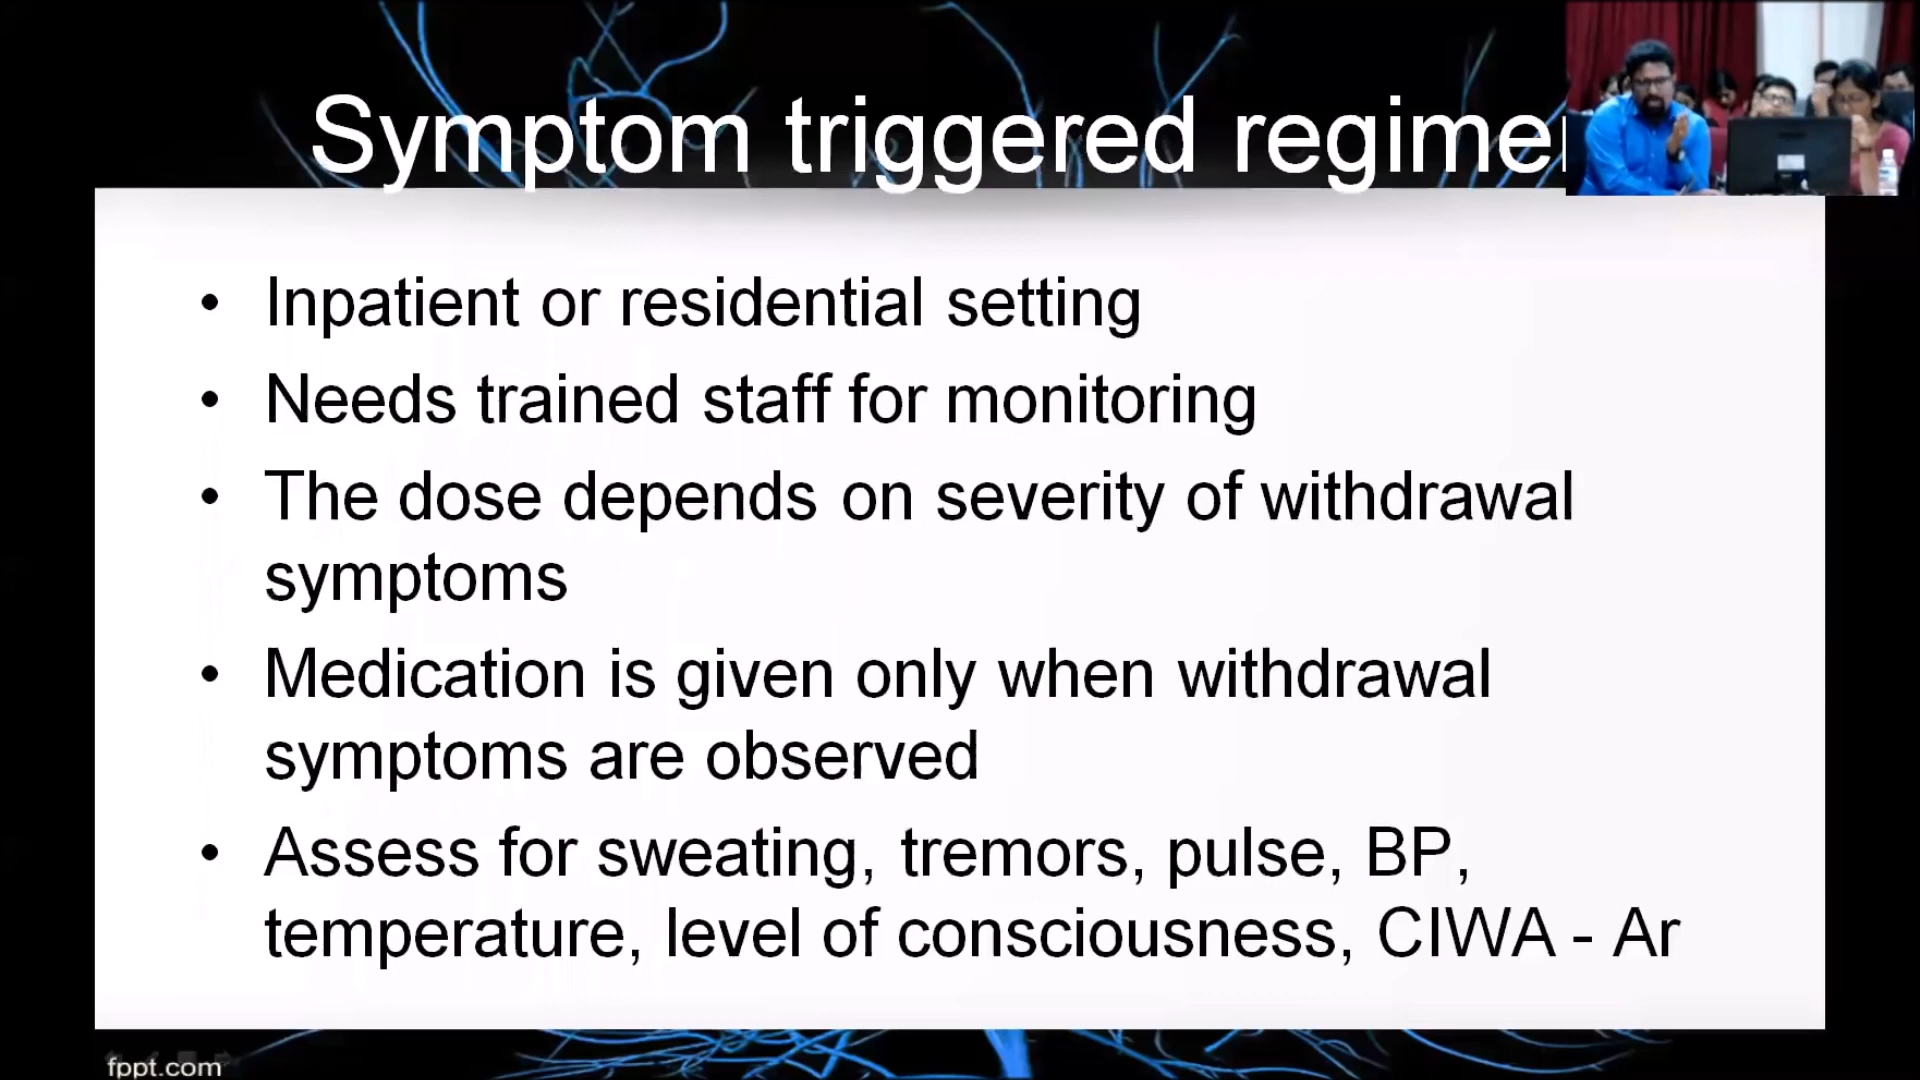 Symptom triggered regime
• Inpatient or residential setting
• Needs trained staff for monitoring
• The dose depends on severity of withdrawal
symptoms
• Medication is given only when withdrawal
symptoms are observed
• Assess for sweating, tremors, pulse, BP,
temperature, level of consciousness, CIWA - Ar
fppt.com